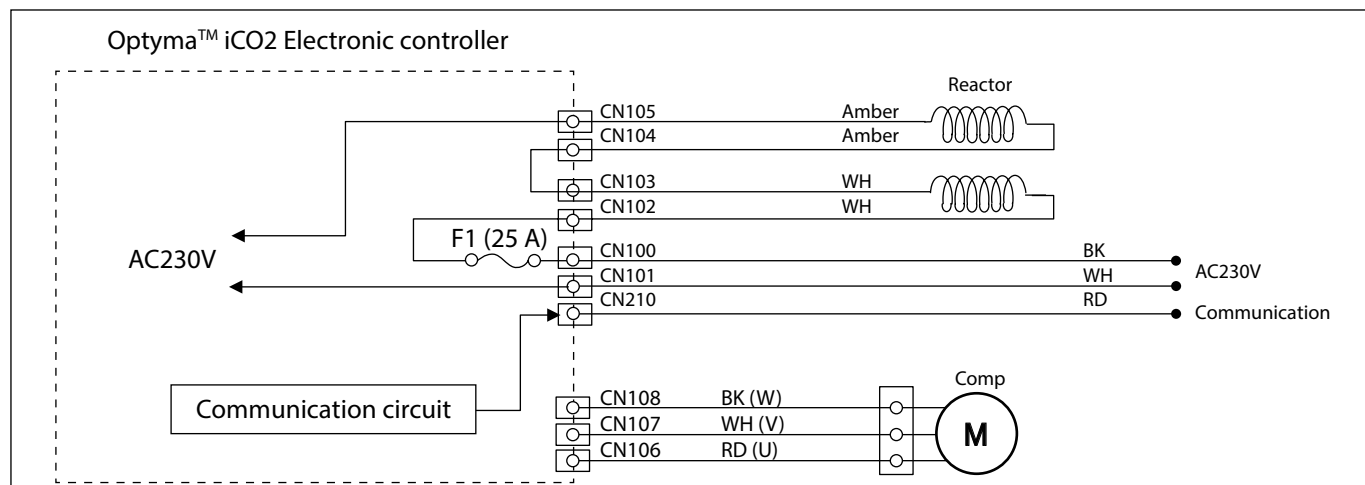 Optyma™ iCO2 Electronic controller
Reactor
CN105 Amber
CN104 Amber
CN103 WH
CN102 WH
F1 (25 A)
CN100 BK
AC230V
CN101 WH
AC230V
CN210 RD
Communication
Comp
Communication circuit
CN108 BK (W)
CN107 WH (V)
M
CN106 RD (U)